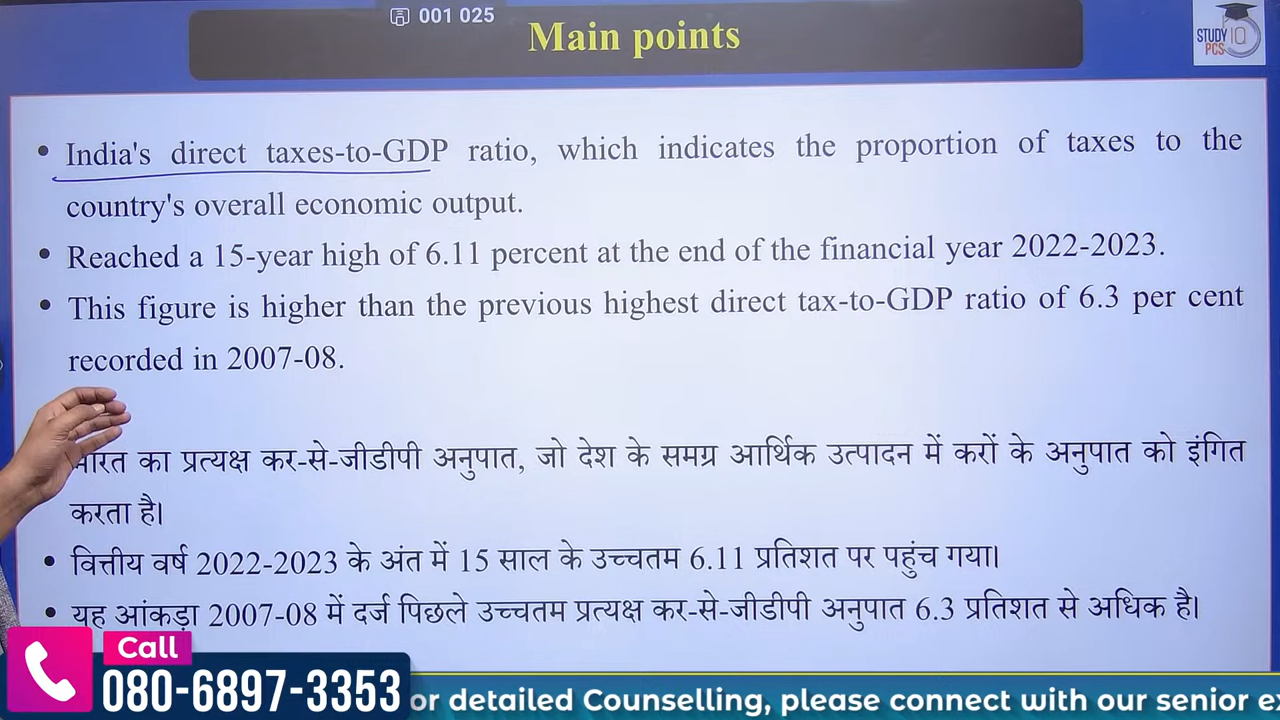 001 025
Main points
STUDY IQ
PCS
• India's direct taxes-to-GDP ratio, which indicates the proportion of taxes to the
country's overall economic output.
• Reached a 15-year high of 6.11 percent at the end of the financial year 2022-2023.
• This figure is higher than the previous highest direct tax-to-GDP ratio of 6.3 per cent
recorded in 2007-08.
भारत का प्रत्यक्ष कर-से-जीडीपी अनुपात, जो देश के समग्र आर्थिक उत्पादन में करों के अनुपात को इंगित
करता है।
• वित्तीय वर्ष 2022-2023 के अंत में 15 साल के उच्चतम 6.11 प्रतिशत पर पहुंच गया।
• यह आंकड़ा 2007-08 में दर्ज पिछले उच्चतम प्रत्यक्ष कर-से-जीडीपी अनुपात 6.3 प्रतिशत से अधिक है।
Call
080-6897-3353
or detailed Counselling, please connect with our senior ex